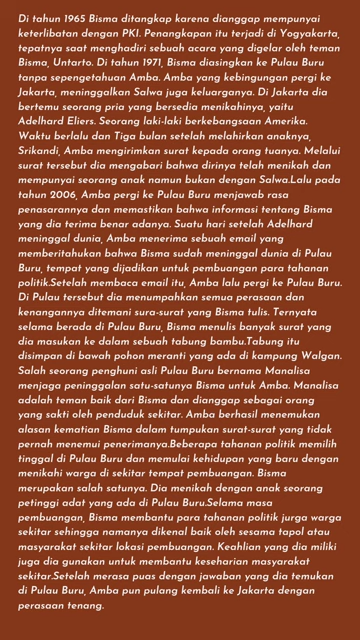 Di tahun 1965 Bisma ditangkap karena dianggap mempunyai
keterlibatan dengan PKI. Penangkapan itu terjadi di Yogyakarta,
tepatnya saat menghadiri sebuah acara yang digelar oleh teman
Bisma, Untarto. Di tahun 1971, Bisma diasingkan ke Pulau Buru
tanpa sepengetahuan Amba. Amba yang kebingungan pergi ke
Jakarta, meninggalkan Salwa juga keluarganya. Di Jakarta dia
bertemu seorang pria yang bersedia menikahinya, yaitu
Adelhard Eliers. Seorang laki-laki berkebangsaan Amerika.
Waktu berlalu dan Tiga bulan setelah melahirkan anaknya,
Srikandi, Amba mengirimkan surat kepada orang tuanya. Melalui
surat tersebut dia mengabari bahwa dirinya telah menikah dan
mempunyai seorang anak namun bukan dengan Salwa.Lalu pada
tahun 2006, Amba pergi ke Pulau Buru menjawab rasa
penasarannya dan memastikan bahwa informasi tentang Bisma
yang dia terima benar adanya. Suatu hari setelah Adelhard
meninggal dunia, Amba menerima sebuah email yang
memberitahukan bahwa Bisma sudah meninggal dunia di Pulau
Buru, tempat yang dijadikan untuk pembuangan para tahanan
politik.Setelah membaca email itu, Amba lalu pergi ke Pulau Buru.
Di Pulau tersebut dia menumpahkan semua perasaan dan
kenangannya ditemani sura-surat yang Bisma tulis. Ternyata
selama berada di Pulau Buru, Bisma menulis banyak surat yang
dia masukan ke dalam sebuah tabung bambu.Tabung itu
disimpan di bawah pohon meranti yang ada di kampung Walgan.
Salah seorang penghuni asli Pulau Buru bernama Manalisa
menjaga peninggalan satu-satunya Bisma untuk Amba. Manalisa
adalah teman baik dari Bisma dan dianggap sebagai orang
yang sakti oleh penduduk sekitar. Amba berhasil menemukan
alasan kematian Bisma dalam tumpukan surat-surat yang tidak
pernah menemui penerimanya.Beberapa tahanan politik memilih
tinggal di Pulau Buru dan memulai kehidupan yang baru dengan
menikahi warga di sekitar tempat pembuangan. Bisma
merupakan salah satunya. Dia menikah dengan anak seorang
petinggi adat yang ada di Pulau Buru.Selama masa
pembuangan, Bisma membantu para tahanan politik jurga warga
sekitar sehingga namanya dikenal baik oleh sesama tapol atau
masyarakat sekitar lokasi pembuangan. Keahlian yang dia miliki
juga dia gunakan untuk membantu keseharian masyarakat
sekitar.Setelah merasa puas dengan jawaban yang dia temukan
di Pulau Buru, Amba pun pulang kembali ke Jakarta dengan
perasaan tenang.